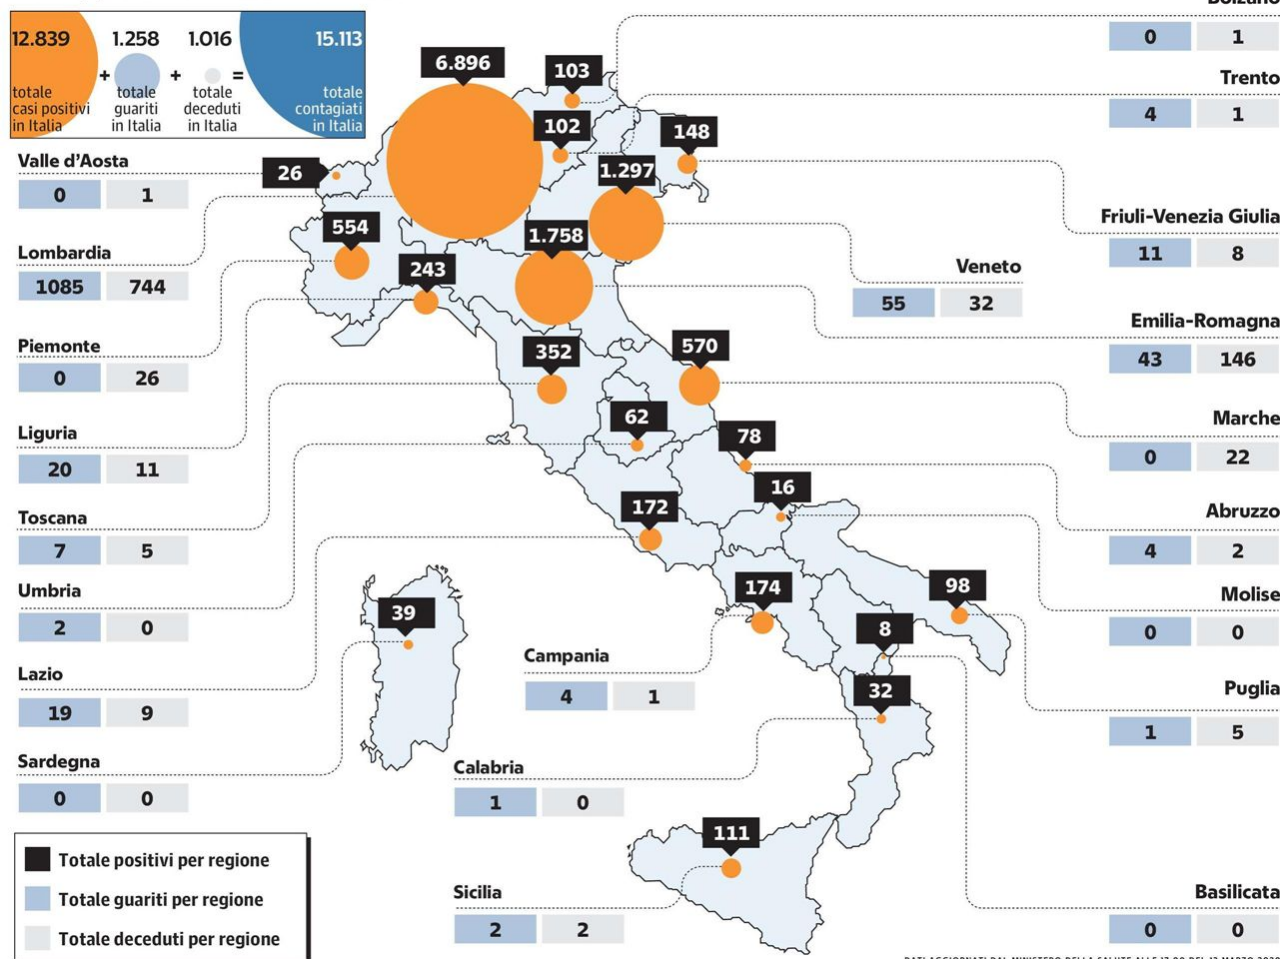 12.839
1.258
1.016
15.113
+
+
=
totale
casi positivi
in Italia
totale
guariti
in Italia
totale
deceduti
in Italia
totale
contagiati
in Italia
Bolzano
0 1
Trento
4 1
6.896
103
102
148
1.297
26
554
243
1.758
352
570
62
78
16
172
174
98
8
32
39
111
Valle d'Aosta
0 1
Lombardia
1085 744
Piemonte
0 26
Liguria
20 11
Toscana
7 5
Umbria
2 0
Lazio
19 9
Sardegna
0 0
Friuli-Venezia Giulia
11 8
Veneto
55 32
Emilia-Romagna
43 146
Marche
0 22
Abruzzo
4 2
Molise
0 0
Puglia
1 5
Campania
4 1
Calabria
1 0
Sicilia
2 2
Basilicata
0 0
Totale positivi per regione
Totale guariti per regione
Totale deceduti per regione